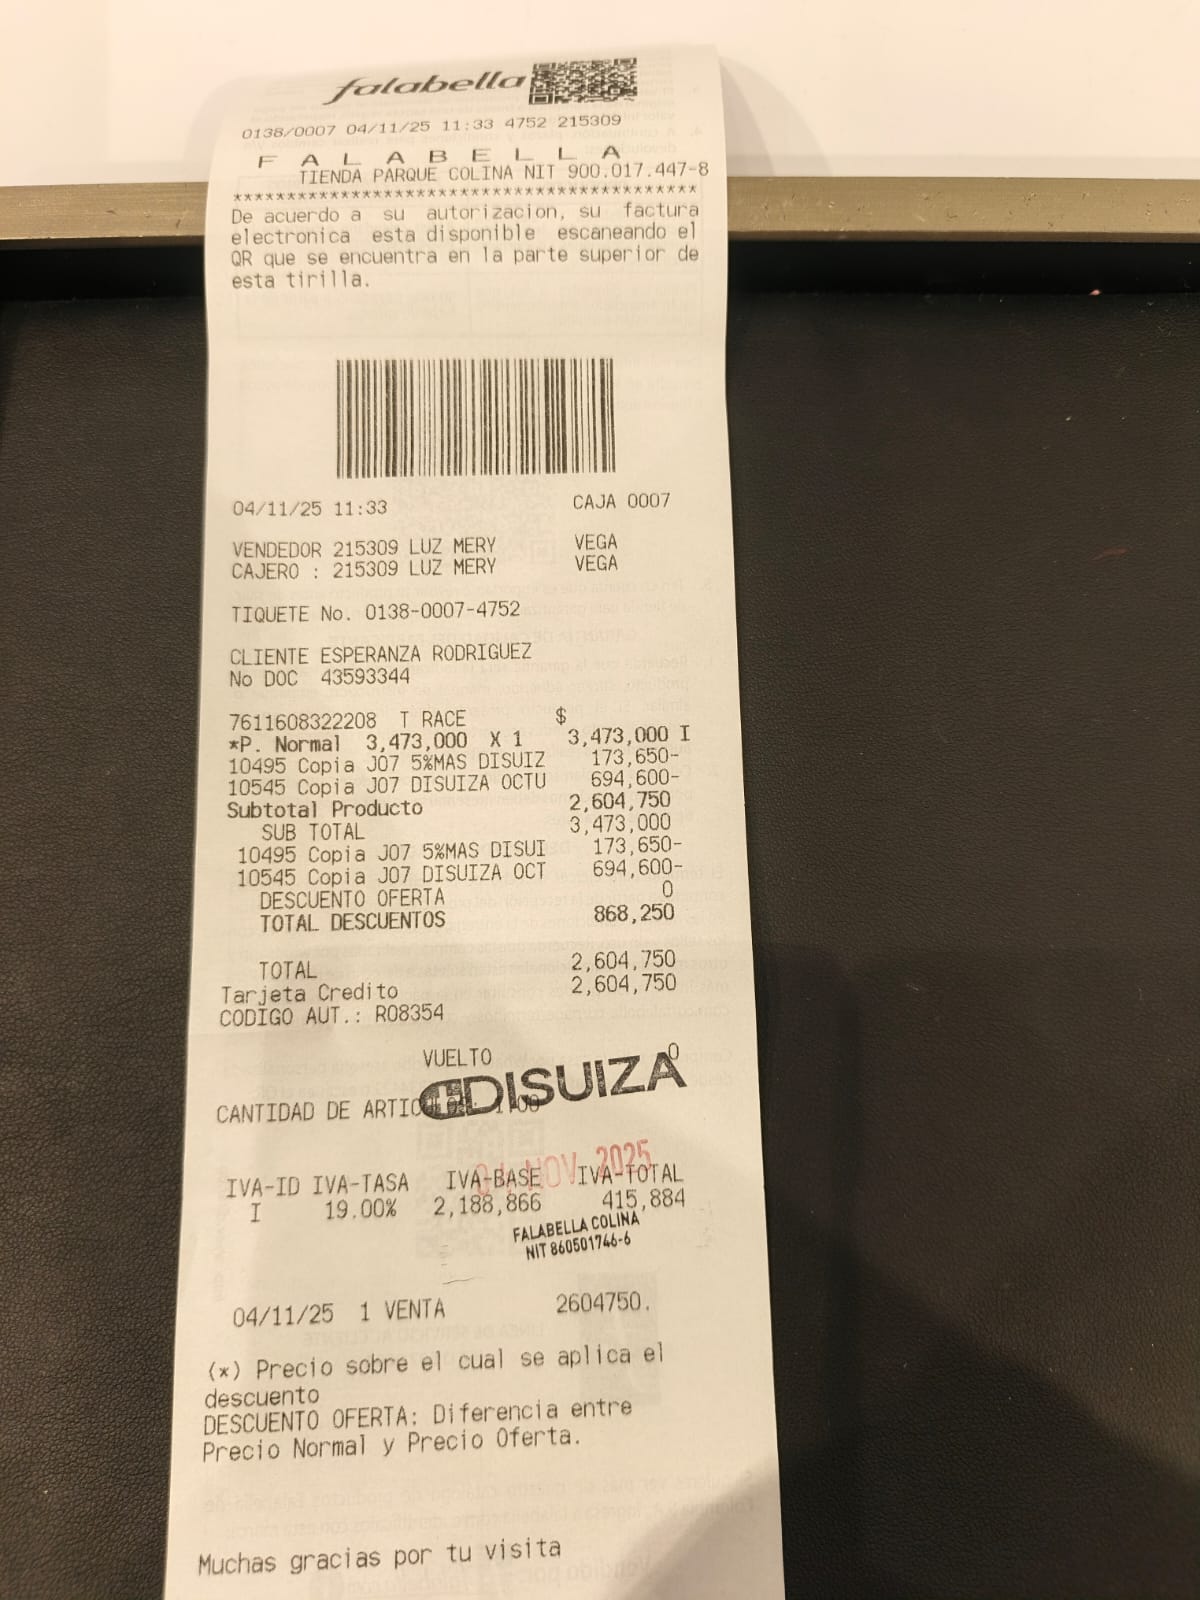 falabella
0138/0007 04/11/25 11:33 4752 215309
F A L A B E L L A
TIENDA PARQUE COLINA NIT 900.017.447-8
*******************************************
De acuerdo a su autorizacion, su factura
electronica esta disponible escaneando el
QR que se encuentra en la parte superior de
esta tirilla.
04/11/25 11:33 CAJA 0007
VENDEDOR 215309 LUZ MERY VEGA
CAJERO : 215309 LUZ MERY VEGA
TIQUETE No. 0138-0007-4752
CLIENTE ESPERANZA RODRIGUEZ
No DOC 43593344
7611608322208 T RACE $
*P. Normal 3,473,000 X 1 3,473,000 I
10495 Copia J07 5%MAS DISUIZ 173,650-
10545 Copia J07 DISUIZA OCTU 694,600-
Subtotal Producto 2,604,750
SUB TOTAL 3,473,000
10495 Copia J07 5%MAS DISUI 173,650-
10545 Copia J07 DISUIZA OCT 694,600-
DESCUENTO OFERTA 0
TOTAL DESCUENTOS 868,250
TOTAL 2,604,750
Tarjeta Credito 2,604,750
CODIGO AUT.: R08354
VUELTO 0
DISUIZA
CANTIDAD DE ARTIC 1.00
04 NOV. 2025
IVA-ID IVA-TASA IVA-BASE IVA-TOTAL
I 19.00% 2,188,866 415,884
FALABELLA COLINA
NIT 860501746-6
04/11/25 1 VENTA 2604750.
(*) Precio sobre el cual se aplica el
descuento
DESCUENTO OFERTA: Diferencia entre
Precio Normal y Precio Oferta.
Muchas gracias por tu visita